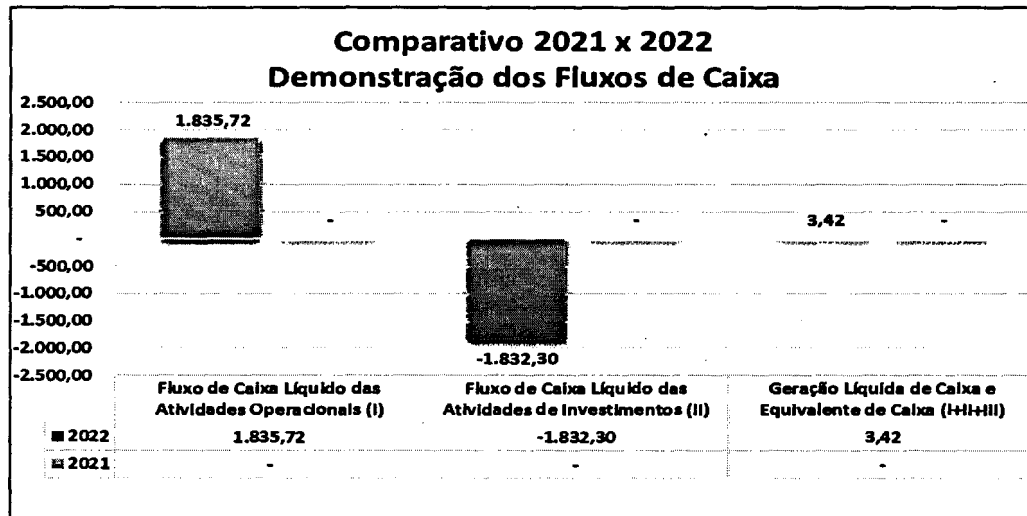 Comparativo 2021 x 2022
Demonstração dos Fluxos de Caixa
2.500,00
2.000,00
1.500,00
1.000,00
500,00
-
-500,00
-1.000,00
-1.500,00
-2.000,00
-2.500,00
1.835,72
-
-1.832,30
-
3,42
-
Fluxo de Caixa Líquido das
Atividades Operacionais (I)
Fluxo de Caixa Líquido das
Atividades de Investimentos (II)
Geração Líquida de Caixa e
Equivalente de Caixa (I+II+III)
2022 1.835,72 -1.832,30 3,42
2021 - - -